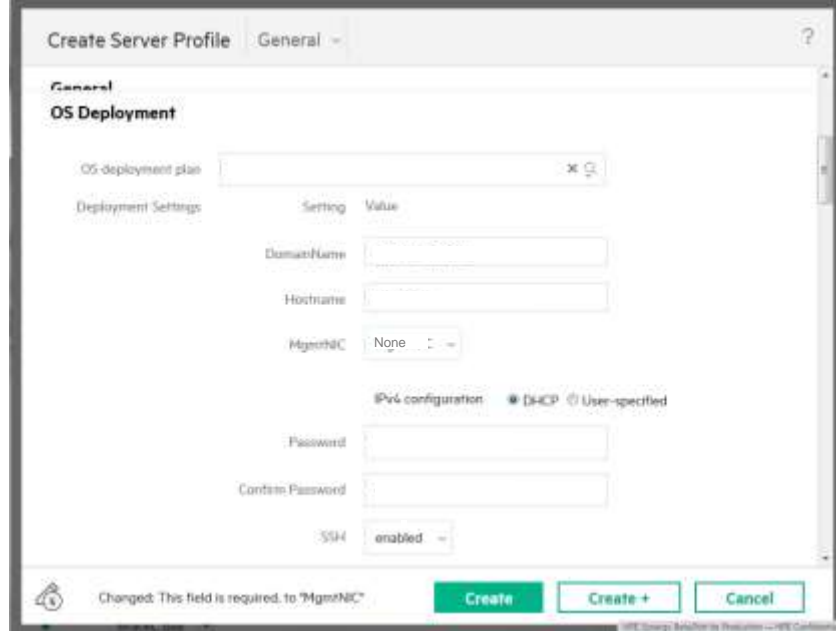 Create Server Profile General ?
General
OS Deployment
OS deployment plan
Deployment Settings Setting Value
DomainName
Hostname
MgmtNIC None
IPv4 configuration DHCP User-specified
Password
Confirm Password
SSH enabled
Changed: This field is required, to "MgmtNIC"
Create Create + Cancel